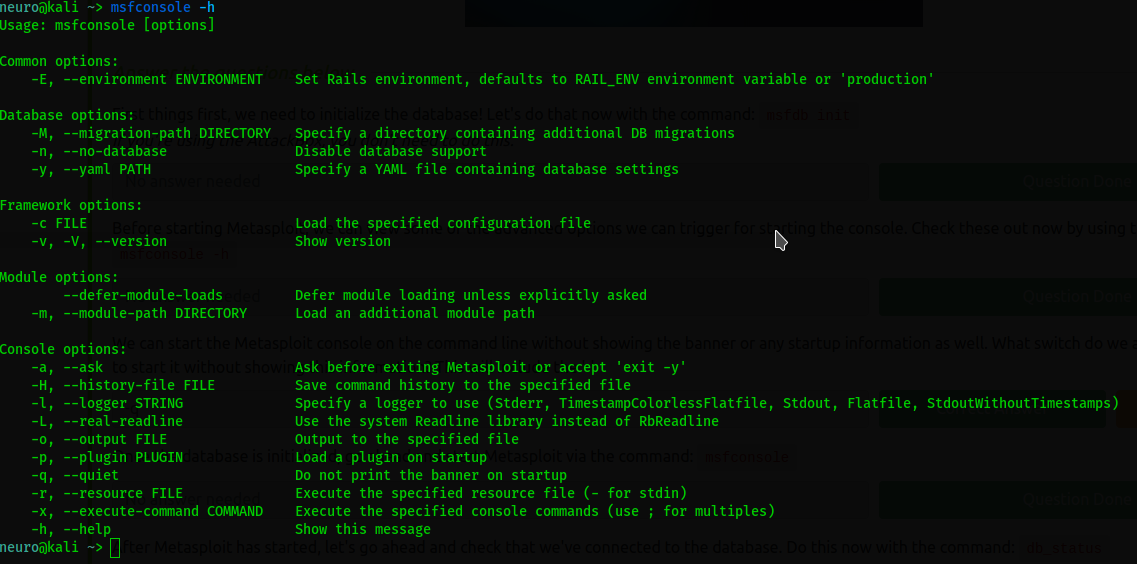 neuro@kali ~> msfconsole -h
Usage: msfconsole [options]
Common options:
-E, --environment ENVIRONMENT Set Rails environment, defaults to RAIL_ENV environment variable or 'production'
First things first, we need to initialize the database! Let's do that now with the command: msfdb init
Database options:
-M, --migration-path DIRECTORY Specify a directory containing additional DB migrations
-n, --no-database Disable database support
-y, --yaml PATH Specify a YAML file containing database settings
No answer needed
Question Done
Framework options:
-c FILE Load the specified configuration file
-v, -V, --version Show version
Before starting Metasploit, we can options we can trigger for starting the console. Check these out now by using t
msfconsole -h
Module options:
--defer-module-loads Defer module loading unless explicitly asked
-m, --module-path DIRECTORY Load an additional module path
Question Done
We can start the Metasploit console on the command line without showing the banner or any startup information as well. What switch do we a
to start it without showing
Console options:
-a, --ask Ask before exiting Metasploit or accept 'exit -y'
-H, --history-file FILE Save command history to the specified file
-l, --logger STRING Specify a logger to use (Stderr, TimestampColorlessFlatfile, Stdout, Flatfile, StdoutWithoutTimestamps)
-L, --real-readline Use the system Readline library instead of RbReadline
-o, --output FILE Output to the specified file
-p, --plugin PLUGIN Load a plugin on startup
database is Metasploit via the command: msfconsole
-q, --quiet Do not print the banner on startup
-r, --resource FILE Execute the specified resource file (- for stdin)
Question Done
-x, --execute-command COMMAND Execute the specified console commands (use ; for multiples)
-h, --help Show this message
neuro@kali ~>
After Metasploit has started, let's go ahead and check that we've connected to the database. Do this now with the command: db_status